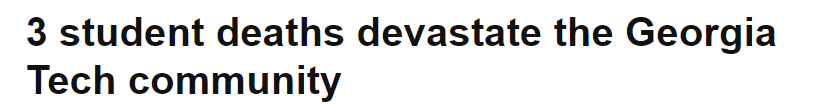 3 student deaths devastate the Georgia
Tech community